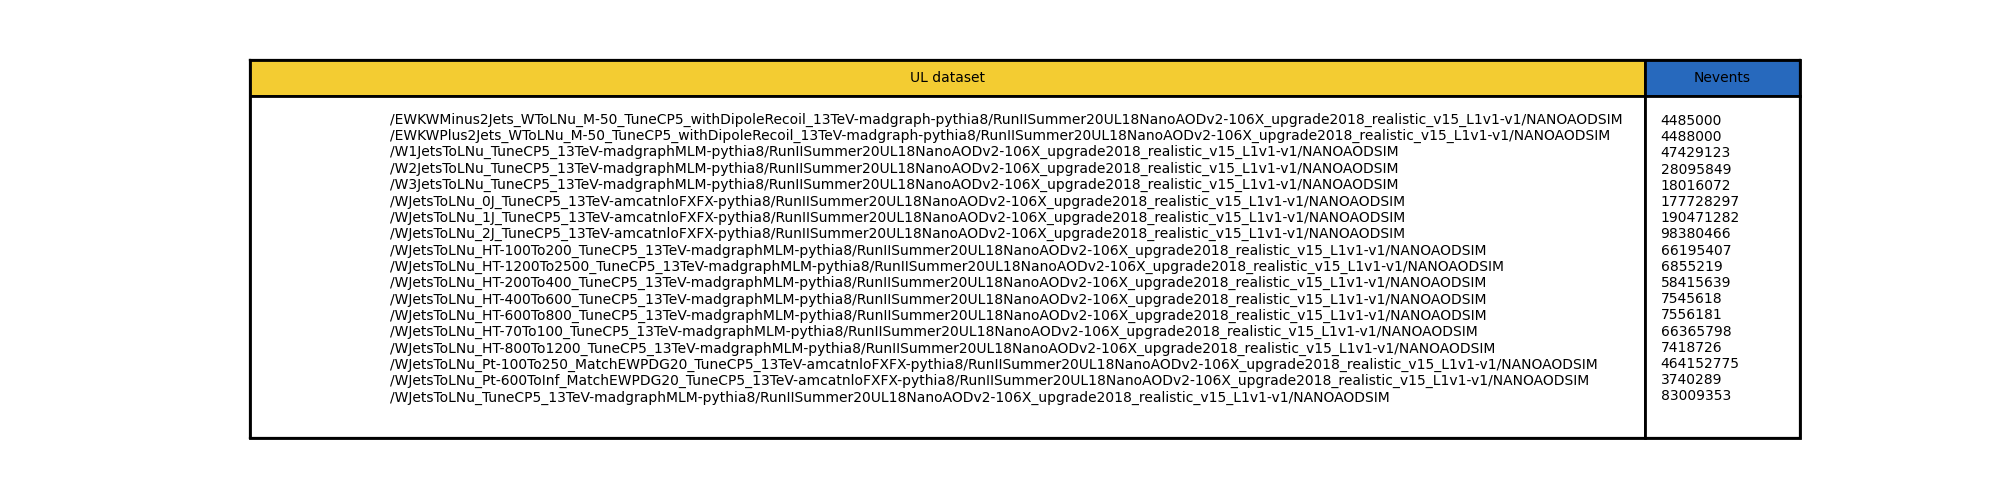 UL dataset Nevents
/EWKWMinus2Jets_WToLNu_M-50_TuneCP5_withDipoleRecoil_13TeV-madgraph-pythia8/RunIISummer20UL18NanoAODv2-106X_upgrade2018_realistic_v15_L1v1-v1/NANOAODSIM 4485000
/EWKWPlus2Jets_WToLNu_M-50_TuneCP5_withDipoleRecoil_13TeV-madgraph-pythia8/RunIISummer20UL18NanoAODv2-106X_upgrade2018_realistic_v15_L1v1-v1/NANOAODSIM 4488000
/W1JetsToLNu_TuneCP5_13TeV-madgraphMLM-pythia8/RunIISummer20UL18NanoAODv2-106X_upgrade2018_realistic_v15_L1v1-v1/NANOAODSIM 47429123
/W2JetsToLNu_TuneCP5_13TeV-madgraphMLM-pythia8/RunIISummer20UL18NanoAODv2-106X_upgrade2018_realistic_v15_L1v1-v1/NANOAODSIM 28095849
/W3JetsToLNu_TuneCP5_13TeV-madgraphMLM-pythia8/RunIISummer20UL18NanoAODv2-106X_upgrade2018_realistic_v15_L1v1-v1/NANOAODSIM 18016072
/WJetsToLNu_0J_TuneCP5_13TeV-amcatnloFXFX-pythia8/RunIISummer20UL18NanoAODv2-106X_upgrade2018_realistic_v15_L1v1-v1/NANOAODSIM 177728297
/WJetsToLNu_1J_TuneCP5_13TeV-amcatnloFXFX-pythia8/RunIISummer20UL18NanoAODv2-106X_upgrade2018_realistic_v15_L1v1-v1/NANOAODSIM 190471282
/WJetsToLNu_2J_TuneCP5_13TeV-amcatnloFXFX-pythia8/RunIISummer20UL18NanoAODv2-106X_upgrade2018_realistic_v15_L1v1-v1/NANOAODSIM 98380466
/WJetsToLNu_HT-100To200_TuneCP5_13TeV-madgraphMLM-pythia8/RunIISummer20UL18NanoAODv2-106X_upgrade2018_realistic_v15_L1v1-v1/NANOAODSIM 66195407
/WJetsToLNu_HT-1200To2500_TuneCP5_13TeV-madgraphMLM-pythia8/RunIISummer20UL18NanoAODv2-106X_upgrade2018_realistic_v15_L1v1-v1/NANOAODSIM 6855219
/WJetsToLNu_HT-200To400_TuneCP5_13TeV-madgraphMLM-pythia8/RunIISummer20UL18NanoAODv2-106X_upgrade2018_realistic_v15_L1v1-v1/NANOAODSIM 58415639
/WJetsToLNu_HT-400To600_TuneCP5_13TeV-madgraphMLM-pythia8/RunIISummer20UL18NanoAODv2-106X_upgrade2018_realistic_v15_L1v1-v1/NANOAODSIM 7545618
/WJetsToLNu_HT-600To800_TuneCP5_13TeV-madgraphMLM-pythia8/RunIISummer20UL18NanoAODv2-106X_upgrade2018_realistic_v15_L1v1-v1/NANOAODSIM 7556181
/WJetsToLNu_HT-70To100_TuneCP5_13TeV-madgraphMLM-pythia8/RunIISummer20UL18NanoAODv2-106X_upgrade2018_realistic_v15_L1v1-v1/NANOAODSIM 66365798
/WJetsToLNu_HT-800To1200_TuneCP5_13TeV-madgraphMLM-pythia8/RunIISummer20UL18NanoAODv2-106X_upgrade2018_realistic_v15_L1v1-v1/NANOAODSIM 7418726
/WJetsToLNu_Pt-100To250_MatchEWPDG20_TuneCP5_13TeV-amcatnloFXFX-pythia8/RunIISummer20UL18NanoAODv2-106X_upgrade2018_realistic_v15_L1v1-v1/NANOAODSIM 464152775
/WJetsToLNu_Pt-600ToInf_MatchEWPDG20_TuneCP5_13TeV-amcatnloFXFX-pythia8/RunIISummer20UL18NanoAODv2-106X_upgrade2018_realistic_v15_L1v1-v1/NANOAODSIM 3740289
/WJetsToLNu_TuneCP5_13TeV-madgraphMLM-pythia8/RunIISummer20UL18NanoAODv2-106X_upgrade2018_realistic_v15_L1v1-v1/NANOAODSIM 83009353